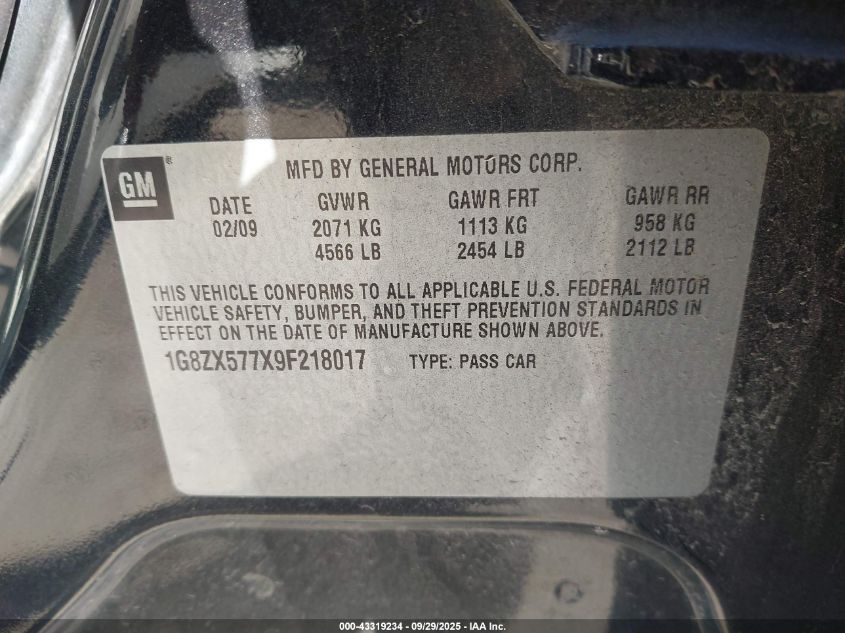 GM®
MFD BY GENERAL MOTORS CORP.
DATE GVWR GAWR FRT GAWR RR
02/09 2071 KG 1113 KG 958 KG
4566 LB 2454 LB 2112 LB
THIS VEHICLE CONFORMS TO ALL APPLICABLE U.S. FEDERAL MOTOR
VEHICLE SAFETY, BUMPER, AND THEFT PREVENTION STANDARDS IN
EFFECT ON THE DATE OF MANUFACTURE SHOWN ABOVE.
1G8ZX577X9F218017 TYPE: PASS CAR
000-43319234 - 09/29/2025 - IAA Inc.